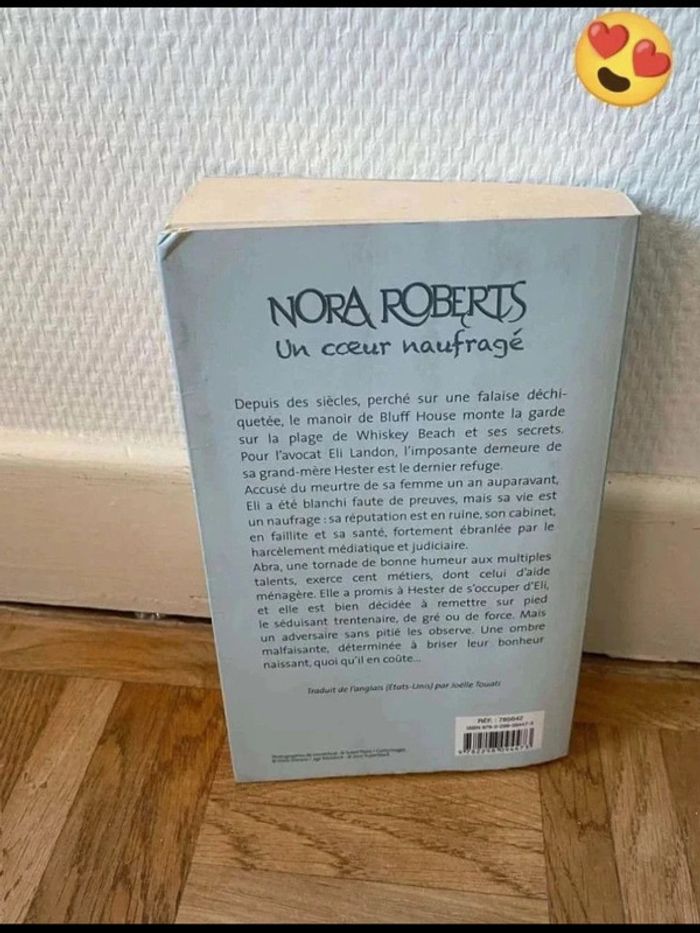 NORA ROBERTS
Un cœur naufragé
Depuis des siècles, perché sur une falaise déchi-
quetée, le manoir de Bluff House monte la garde
sur la plage de Whiskey Beach et ses secrets.
Pour l'avocat Eli Landon, l'imposante demeure de
sa grand-mère Hester est le dernier refuge.
Accusé du meurtre de sa femme un an auparavant,
Eli a été blanchi faute de preuves, mais sa vie est
un naufrage : sa réputation est en ruine, son cabinet,
en faillite et sa santé, fortement ébranlée par le
harcèlement médiatique et judiciaire.
Abra, une tornade de bonne humeur aux multiples
talents, exerce cent métiers, dont celui d'aide
ménagère. Elle a promis à Hester de s'occuper d'Eli,
et elle est bien décidée à remettre sur pied
le séduisant trentenaire, de gré ou de force. Mais
un adversaire sans pitié les observe. Une ombre
malfaisante, déterminée à briser leur bonheur
naissant, quoi qu'il en coûte...
Traduit de l'anglais (États-Unis) par Joëlle Touati
RÉF. : 785642